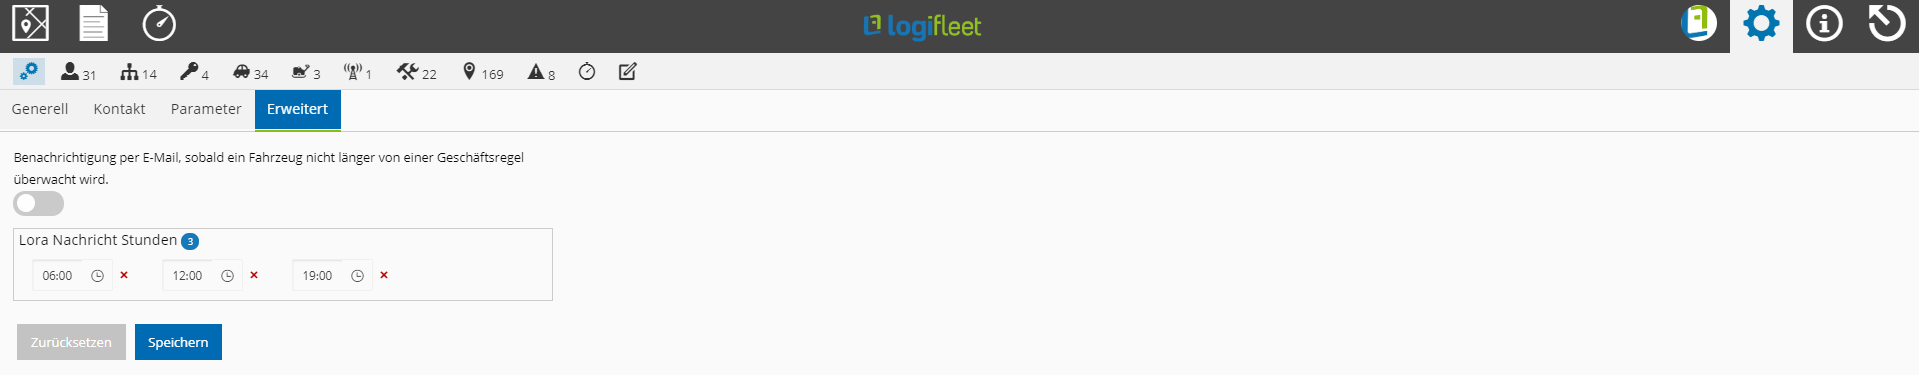 logifleet
31 14 4 34 3 1 22 169 8
Generell Kontakt Parameter Erweitert
Benachrichtigung per E-Mail, sobald ein Fahrzeug nicht länger von einer Geschäftsregel
überwacht wird.
Lora Nachricht Stunden 3
06:00 12:00 19:00
Zurücksetzen Speichern